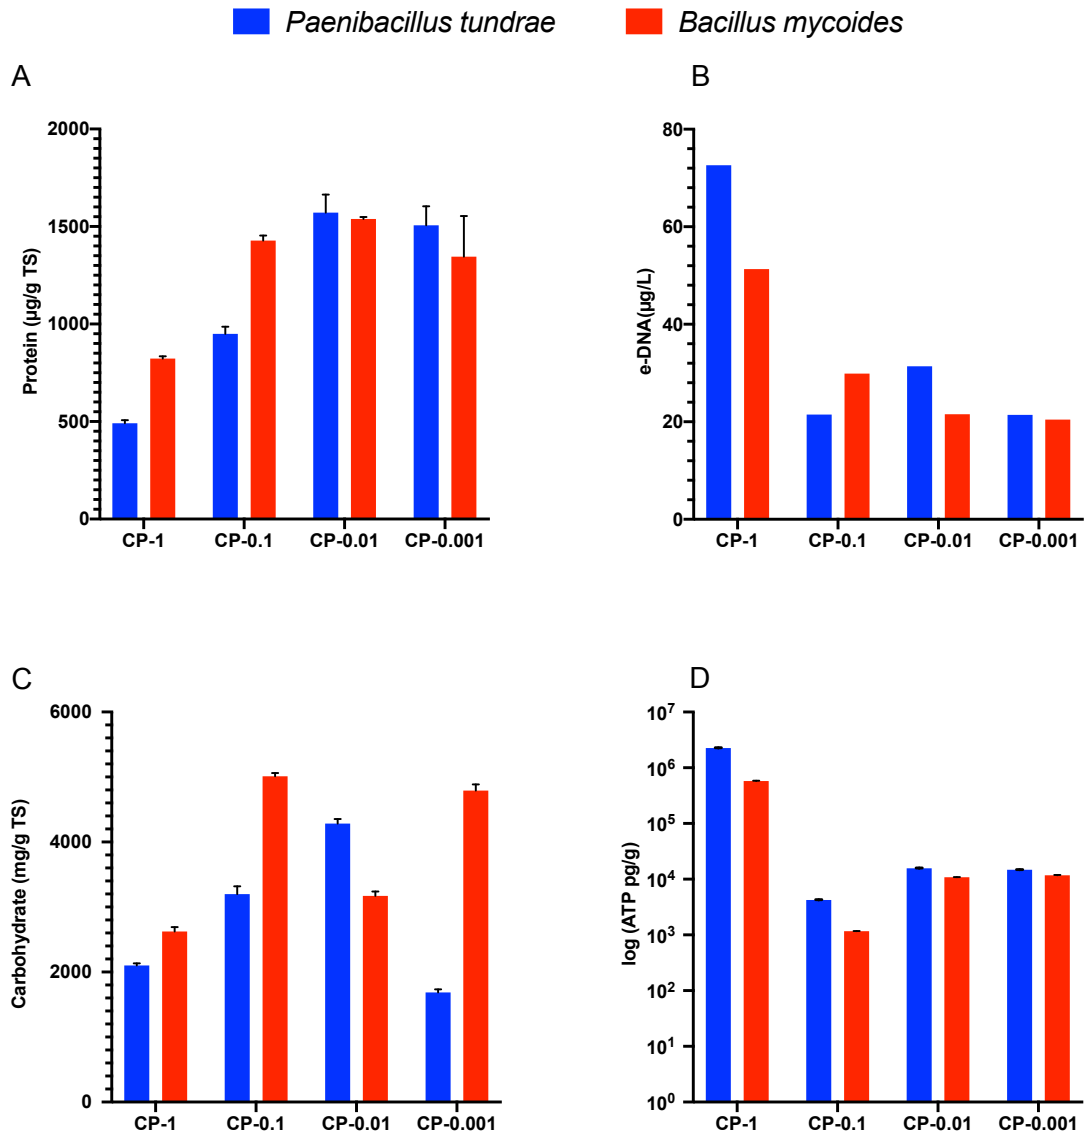 Paenibacillus tundrae Bacillus mycoides
A
Protein (µg/g TS)
2000
1500
1000
500
0
CP-1 CP-0.1 CP-0.01 CP-0.001
B
e-DNA(µg/L)
80
60
40
20
0
CP-1 CP-0.1 CP-0.01 CP-0.001
C
Carbohydrate (mg/g TS)
6000
4000
2000
0
CP-1 CP-0.1 CP-0.01 CP-0.001
D
log (ATP pg/g)
10⁷
10⁶
10⁵
10⁴
10³
10²
10¹
10⁰
CP-1 CP-0.1 CP-0.01 CP-0.001